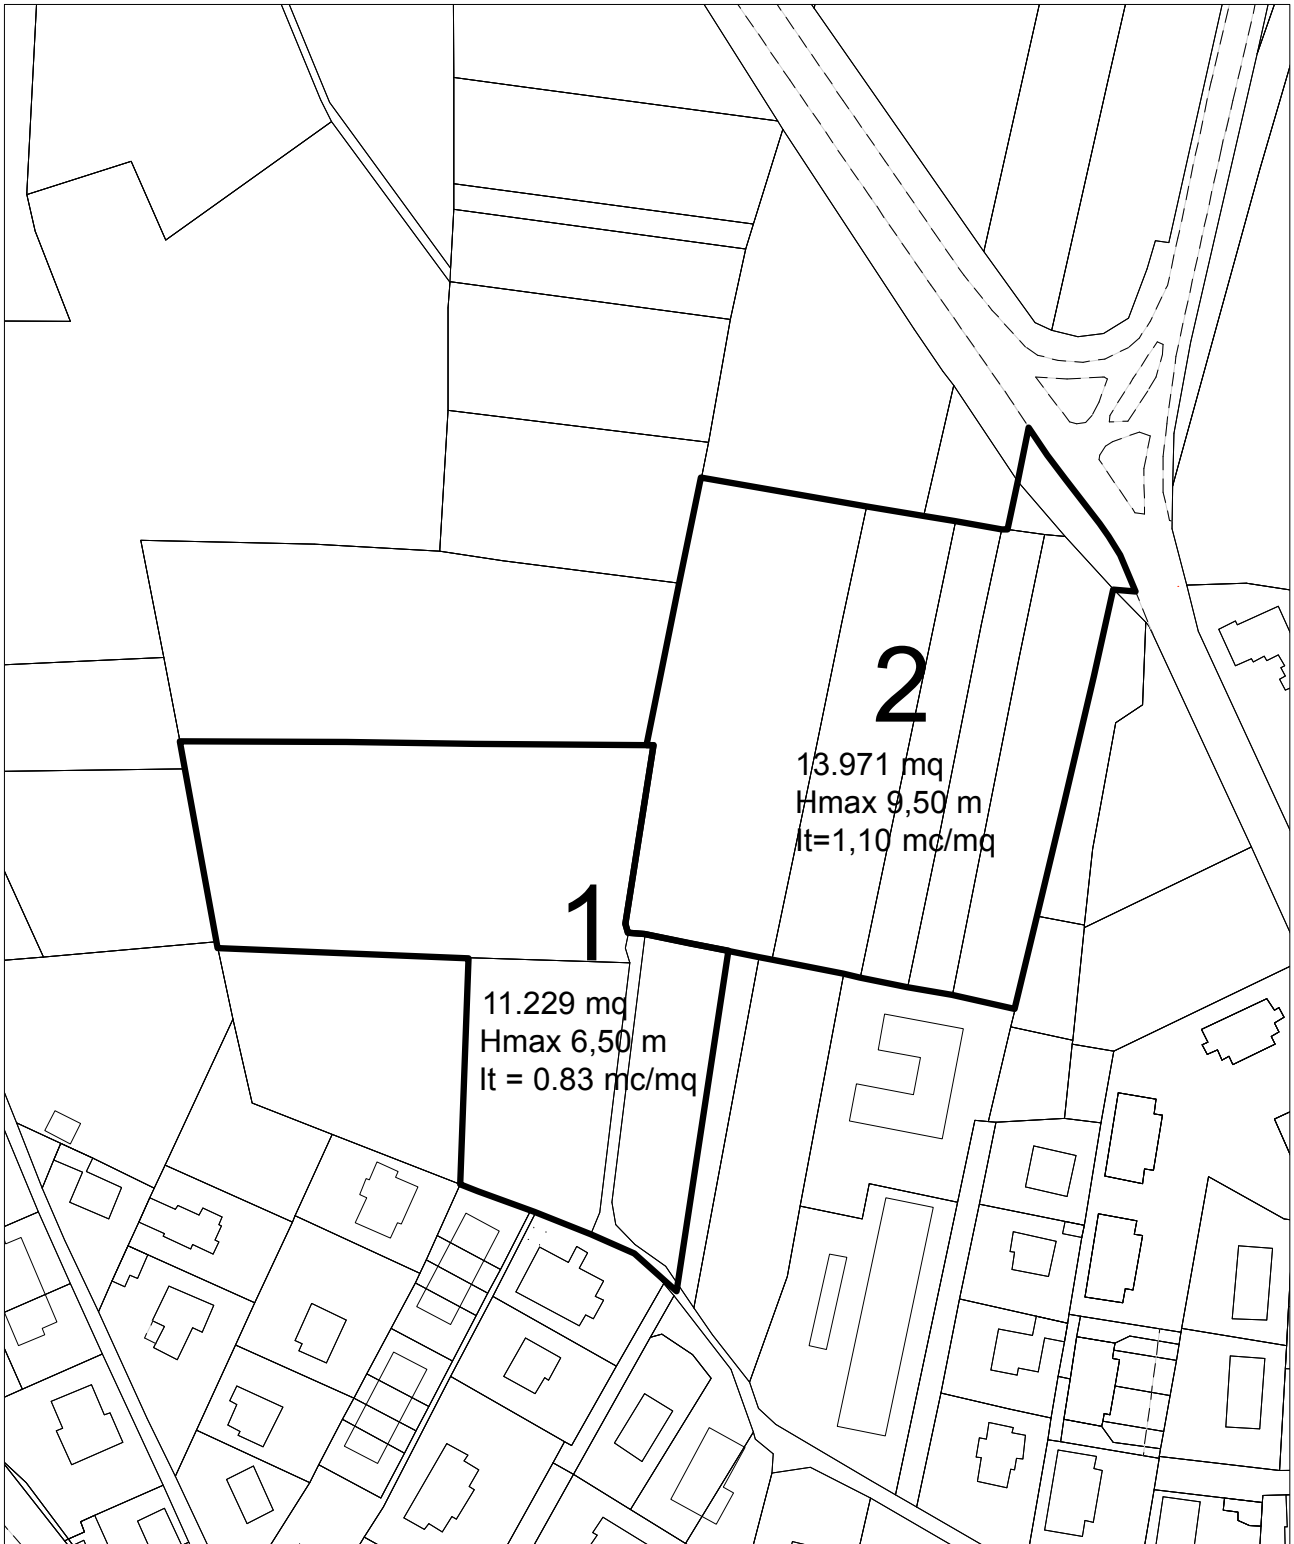 2
13.971 mq
Hmax 9,50 m
It=1,10 mc/mq
1
11.229 mq
Hmax 6,50 m
It = 0.83 mc/mq